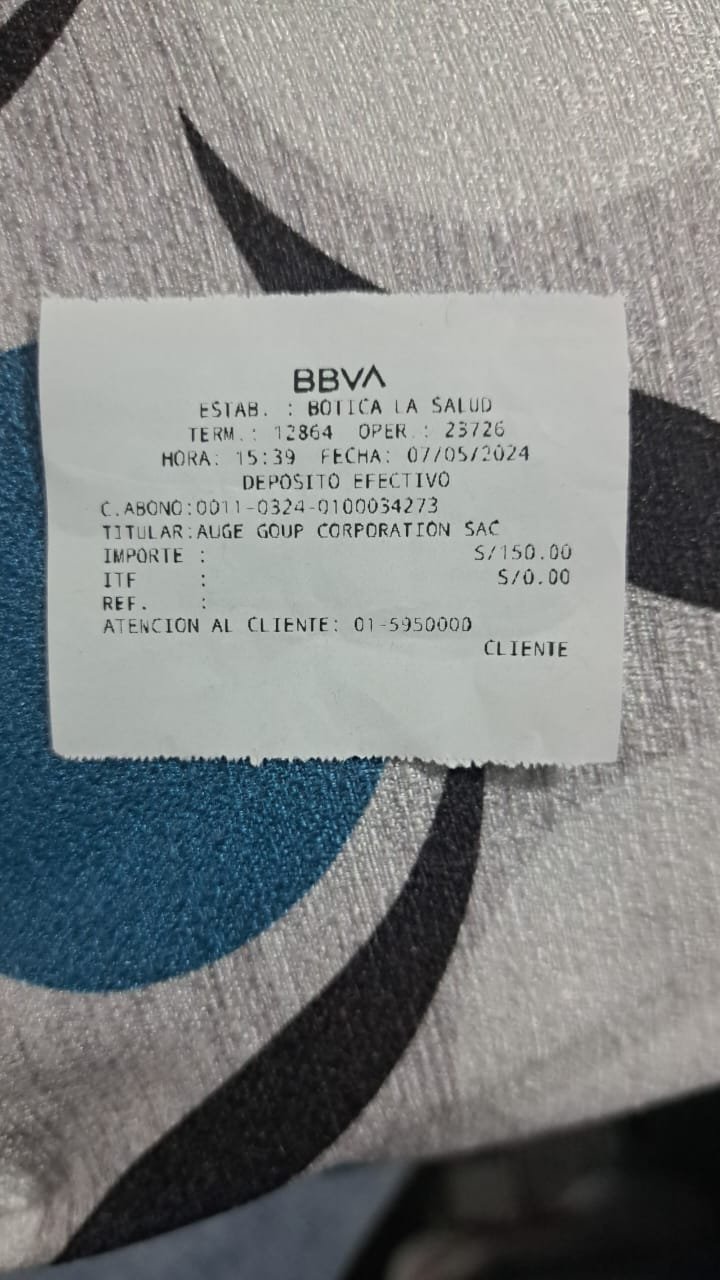 BBVA
ESTAB. : BOTICA LA SALUD
TERM.: 12864 OPER.: 23726
HORA: 15:39 FECHA: 07/05/2024
DEPOSITO EFECTIVO
C.ABONO:0011-0324-0100034273
TITULAR:AUGE GOUP CORPORATION SAC
IMPORTE : S/150.00
ITF : S/0.00
REF. :
ATENCION AL CLIENTE: 01-5950000
CLIENTE